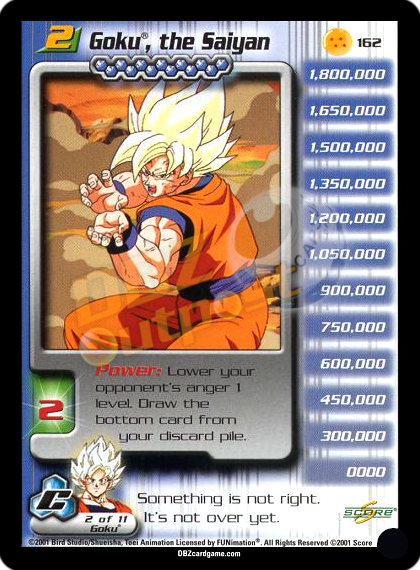 2 Goku®, the Saiyan 162
1,800,000
1,650,000
1,500,000
1,350,000
1,200,000
1,050,000
900,000
750,000
600,000
450,000
300,000
0000
DBZ
Outpost
Power: Lower your
opponent's anger 1
level. Draw the
bottom card from
your discard pile.
2
Something is not right.
It's not over yet.
C
2 of 11
Goku®
SCORE
©2001 Bird Studio/Shueisha, Toei Animation Licensed by FUNimation®. All Rights Reserved ©2001 Score
DBZcardgame.com